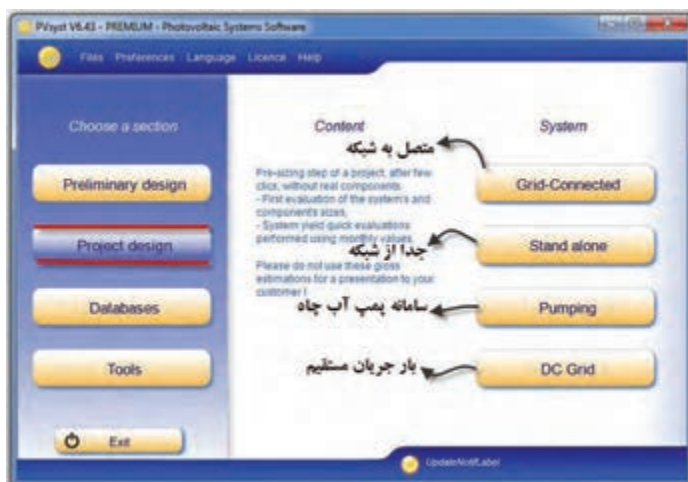 PVsyst V6.43 - PREMIUM - Photovoltaic Systems Software
Files Preferences Language Licence Help
Choose a section
Content
System
متصل به شبکه
Preliminary design
Pre-sizing step of a project, after few
click, without real components.
- First evaluation of the system's and
component's sizes,
- System yield quick evaluations
performed using monthly values
Grid-Connected
Project design
جدا از شبکه
Stand alone
Please do not use these gross
estimations for a presentation to your
customer !
Databases
سامانه پمپ آب چاه
Pumping
Tools
بار جریان مستقیم
DC Grid
Exit
UpdateNotifLabel